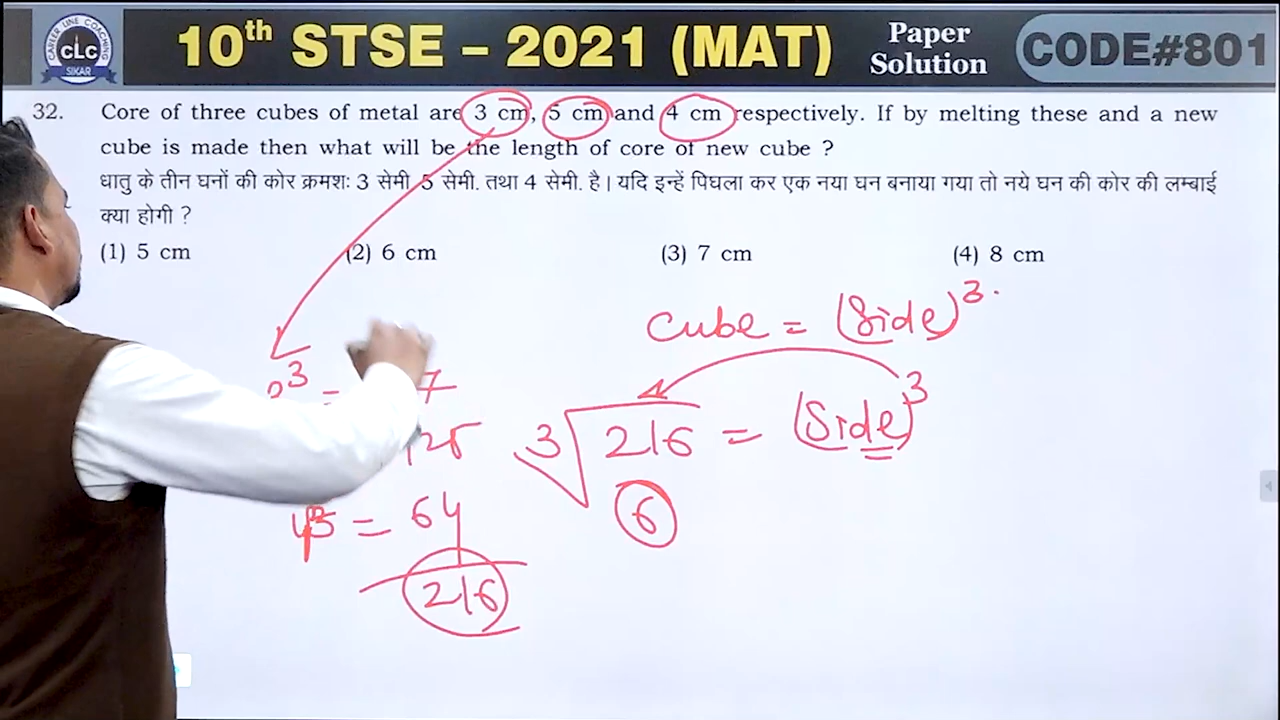 CAREER LINE COACHING
CLC
SIKAR
10th STSE – 2021 (MAT)
Paper
Solution
CODE#801
32. Core of three cubes of metal are 3 cm, 5 cm and 4 cm respectively. If by melting these and a new
cube is made then what will be the length of core of new cube ?
धातु के तीन घनों की कोर क्रमशः 3 सेमी, 5 सेमी. तथा 4 सेमी. है। यदि इन्हें पिघला कर एक नया घन बनाया गया तो नये घन की कोर की लम्बाई
क्या होगी ?
(1) 5 cm (2) 6 cm (3) 7 cm (4) 8 cm
Cube = (Side)³
³ = 7
³√216 = (Side)³
= 64
6
216